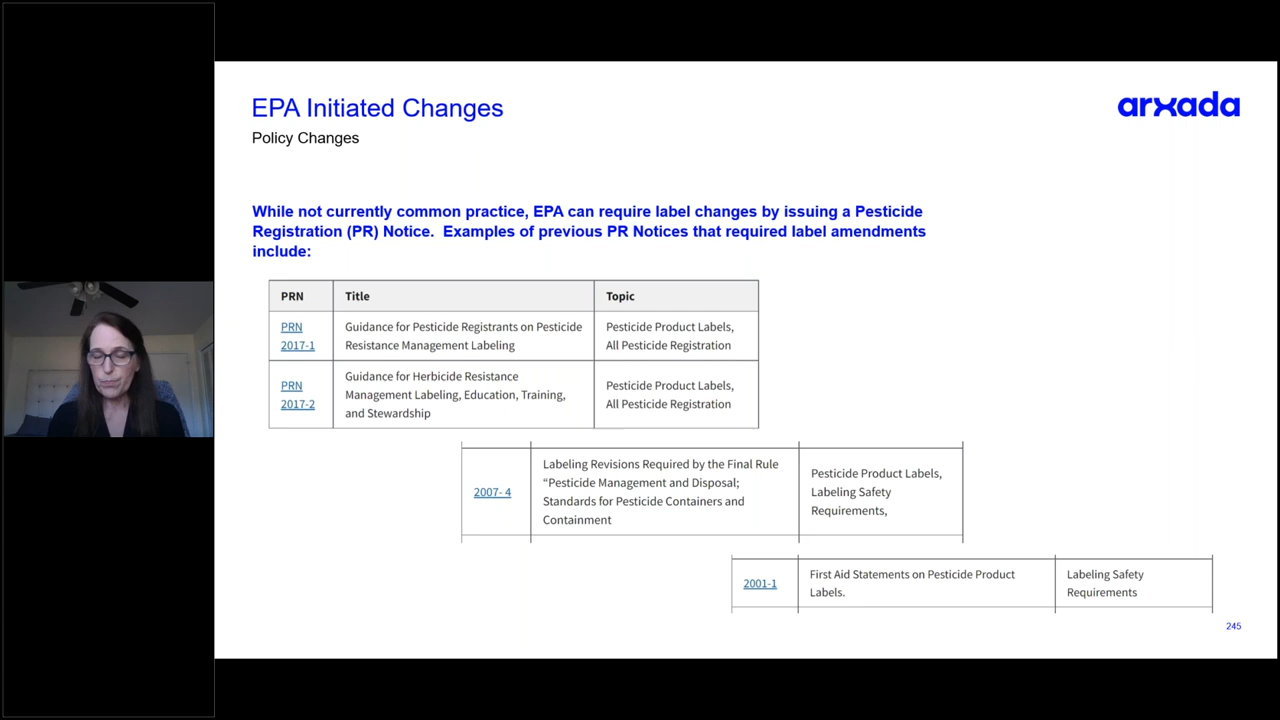 EPA Initiated Changes
arxada
Policy Changes
While not currently common practice, EPA can require label changes by issuing a Pesticide
Registration (PR) Notice.  Examples of previous PR Notices that required label amendments
include:
PRN Title Topic
PRN
2017-1
Guidance for Pesticide Registrants on Pesticide
Resistance Management Labeling
Pesticide Product Labels,
All Pesticide Registration
PRN
2017-2
Guidance for Herbicide Resistance
Management Labeling, Education, Training,
and Stewardship
Pesticide Product Labels,
All Pesticide Registration
2007- 4
Labeling Revisions Required by the Final Rule
“Pesticide Management and Disposal;
Standards for Pesticide Containers and
Containment
Pesticide Product Labels,
Labeling Safety
Requirements,
2001-1
First Aid Statements on Pesticide Product
Labels.
Labeling Safety
Requirements
245